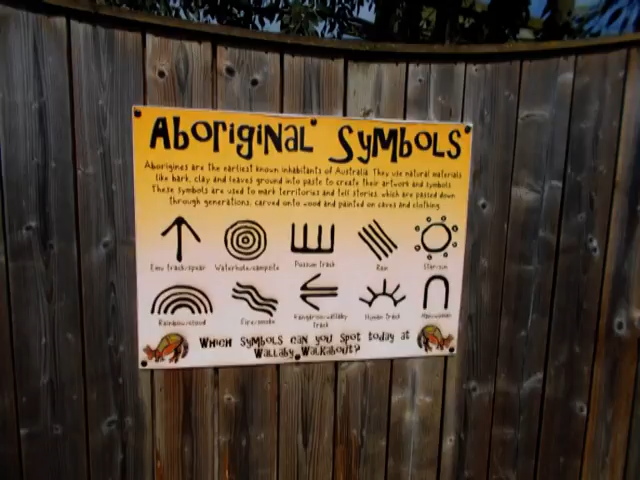 Aboriginal Symbols
Aborigines are the earliest known inhabitants of Australia. They use natural materials
like bark, clay and leaves ground into paste to create their artwork and symbols.
These symbols are used to mark territories and tell stories, which are passed down
through generations, carved onto wood and painted on caves and clothing.
Emu track/spear Waterhole/campsite Possum track Rain Star/sun
Rainbow/cloud Fire/smoke Kangaroo/wallaby track Human track
Which symbols can you spot today at
Wallaby Walkabout?